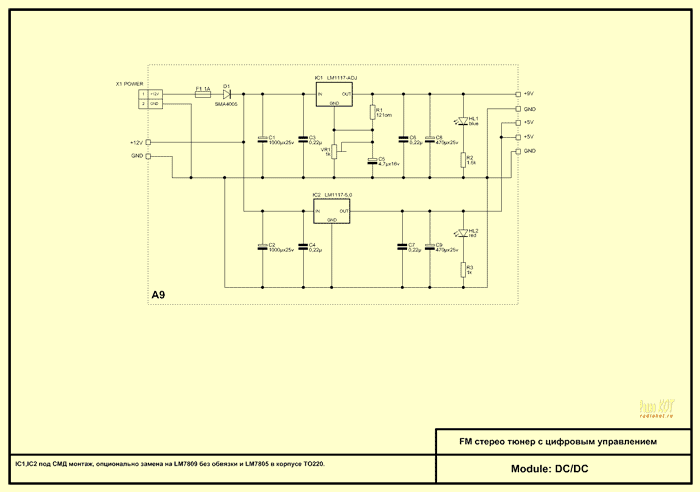 X1 POWER
1 +12V
2 GND
F1 1A
D1
SMA4005
IC1 LM1117-ADJ
IN OUT
GND
R1
121om
+12V
GND
C1
1000µx25v
C3
0,22µ
VR1
1k
C5
4,7µx16v
C6
0,22µ
C8
470µx25v
HL1
blue
R2
1.5k
+9V
GND
+5V
+5V
GND
IC2 LM1117-5.0
IN OUT
GND
C2
1000µx25v
C4
0,22µ
C7
0,22µ
C9
470µx25v
HL2
red
R3
1k
A9
radiokot.ru
FM стерео тюнер с цифровым управлением
IC1,IC2 под СМД монтаж, опционально замена на LM7809 без обвязки и LM7805 в корпусе TO220.
Module: DC/DC